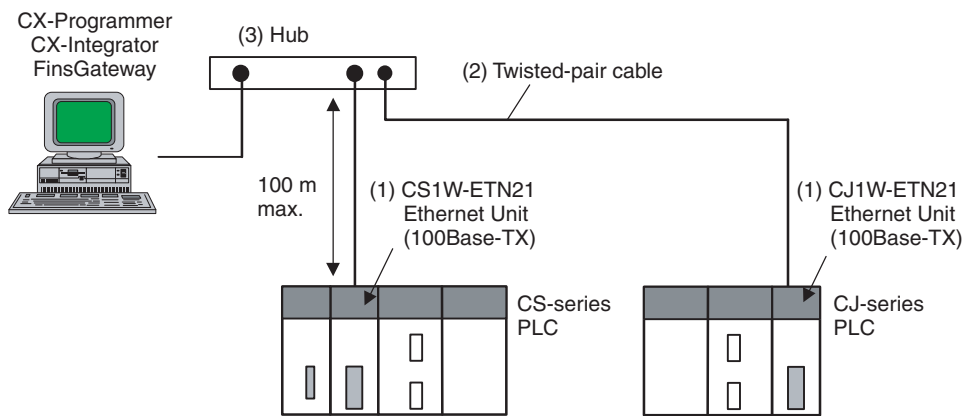 CX-Programmer
CX-Integrator
FinsGateway
(3) Hub
(2) Twisted-pair cable
100 m
max.
(1) CS1W-ETN21
Ethernet Unit
(100Base-TX)
(1) CJ1W-ETN21
Ethernet Unit
(100Base-TX)
CS-series
PLC
CJ-series
PLC